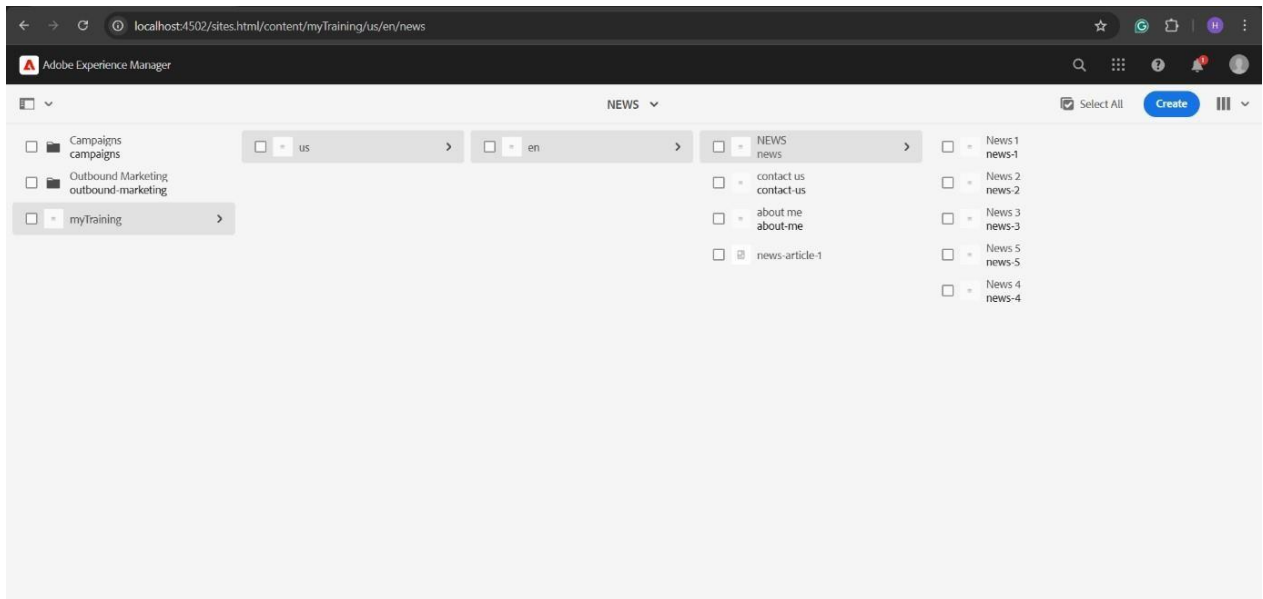 localhost:4502/sites.html/content/myTraining/us/en/news
H
Adobe Experience Manager
NEWS
Select All
Create
Campaigns
campaigns
Outbound Marketing
outbound-marketing
myTraining
us
en
NEWS
news
contact us
contact-us
about me
about-me
news-article-1
News 1
news-1
News 2
news-2
News 3
news-3
News 5
news-5
News 4
news-4